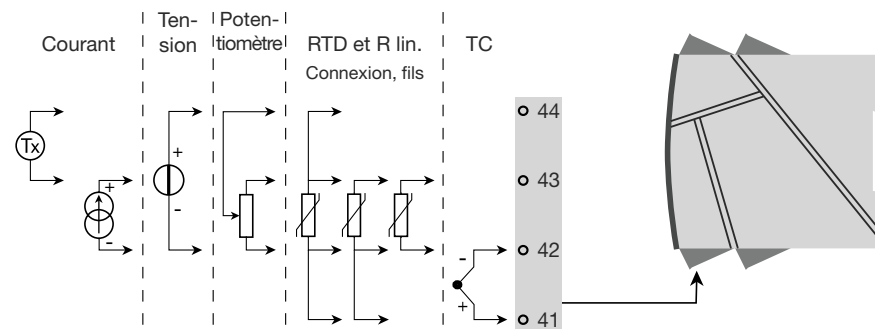 Courant
Ten-
sion
Poten-
tiomètre
RTD et R lin.
Connexion, fils
TC
Tx
+
-
+
-
-
+
44
43
42
41